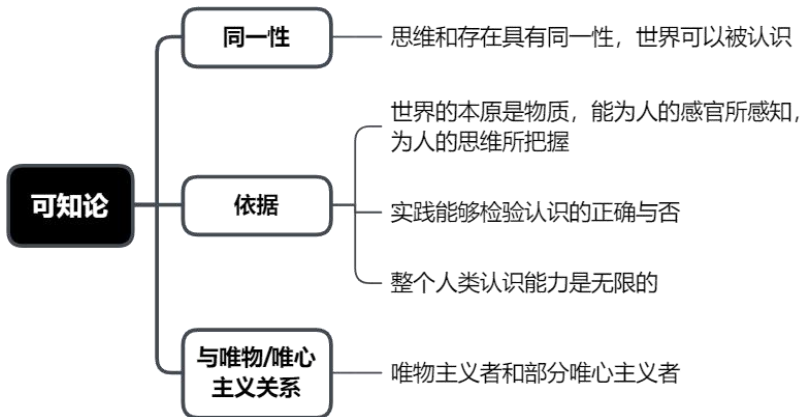 可知论
同一性
思维和存在具有同一性，世界可以被认识
依据
世界的本原是物质，能为人的感官所感知，
为人的思维所把握
实践能够检验认识的正确与否
整个人类认识能力是无限的
与唯物/唯心
主义关系
唯物主义者和部分唯心主义者